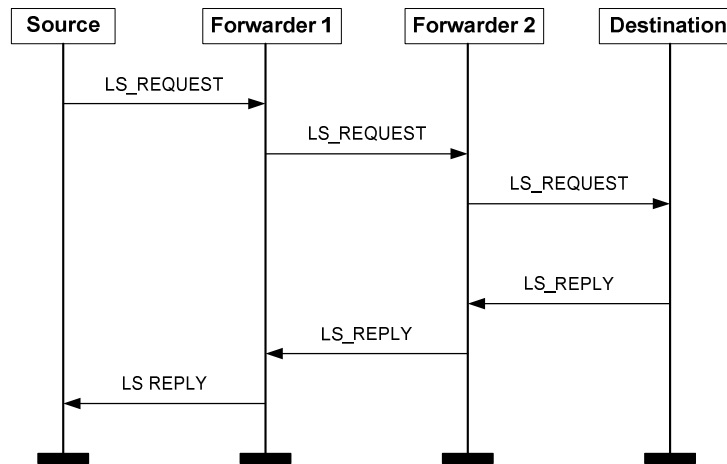 Source Forwarder 1 Forwarder 2 Destination
LS_REQUEST
LS_REQUEST
LS_REQUEST
LS_REPLY
LS_REPLY
LS REPLY